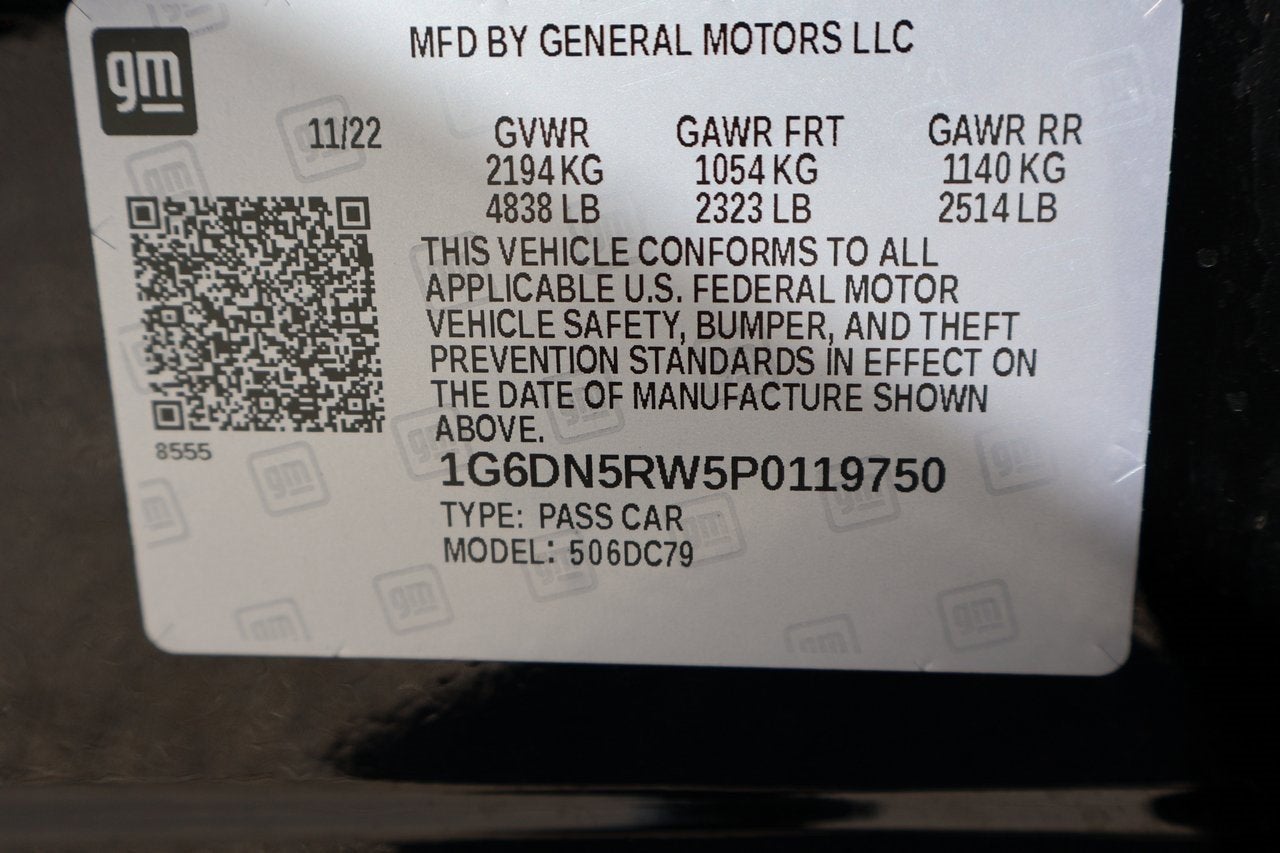 gm
MFD BY GENERAL MOTORS LLC
11/22 GVWR GAWR FRT GAWR RR
2194 KG 1054 KG 1140 KG
4838 LB 2323 LB 2514 LB
THIS VEHICLE CONFORMS TO ALL
APPLICABLE U.S. FEDERAL MOTOR
VEHICLE SAFETY, BUMPER, AND THEFT
PREVENTION STANDARDS IN EFFECT ON
THE DATE OF MANUFACTURE SHOWN
ABOVE.
8555
1G6DN5RW5P0119750
TYPE: PASS CAR
MODEL: 506DC79